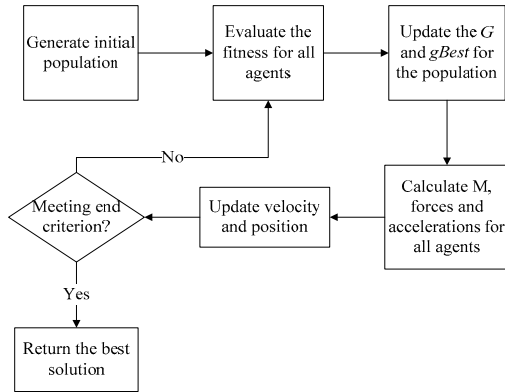 Generate initial
population
Evaluate the
fitness for all
agents
Update the G
and gBest for
the population
Calculate M,
forces and
accelerations for
all agents
Update velocity
and position
Meeting end
criterion?
No
Yes
Return the best
solution